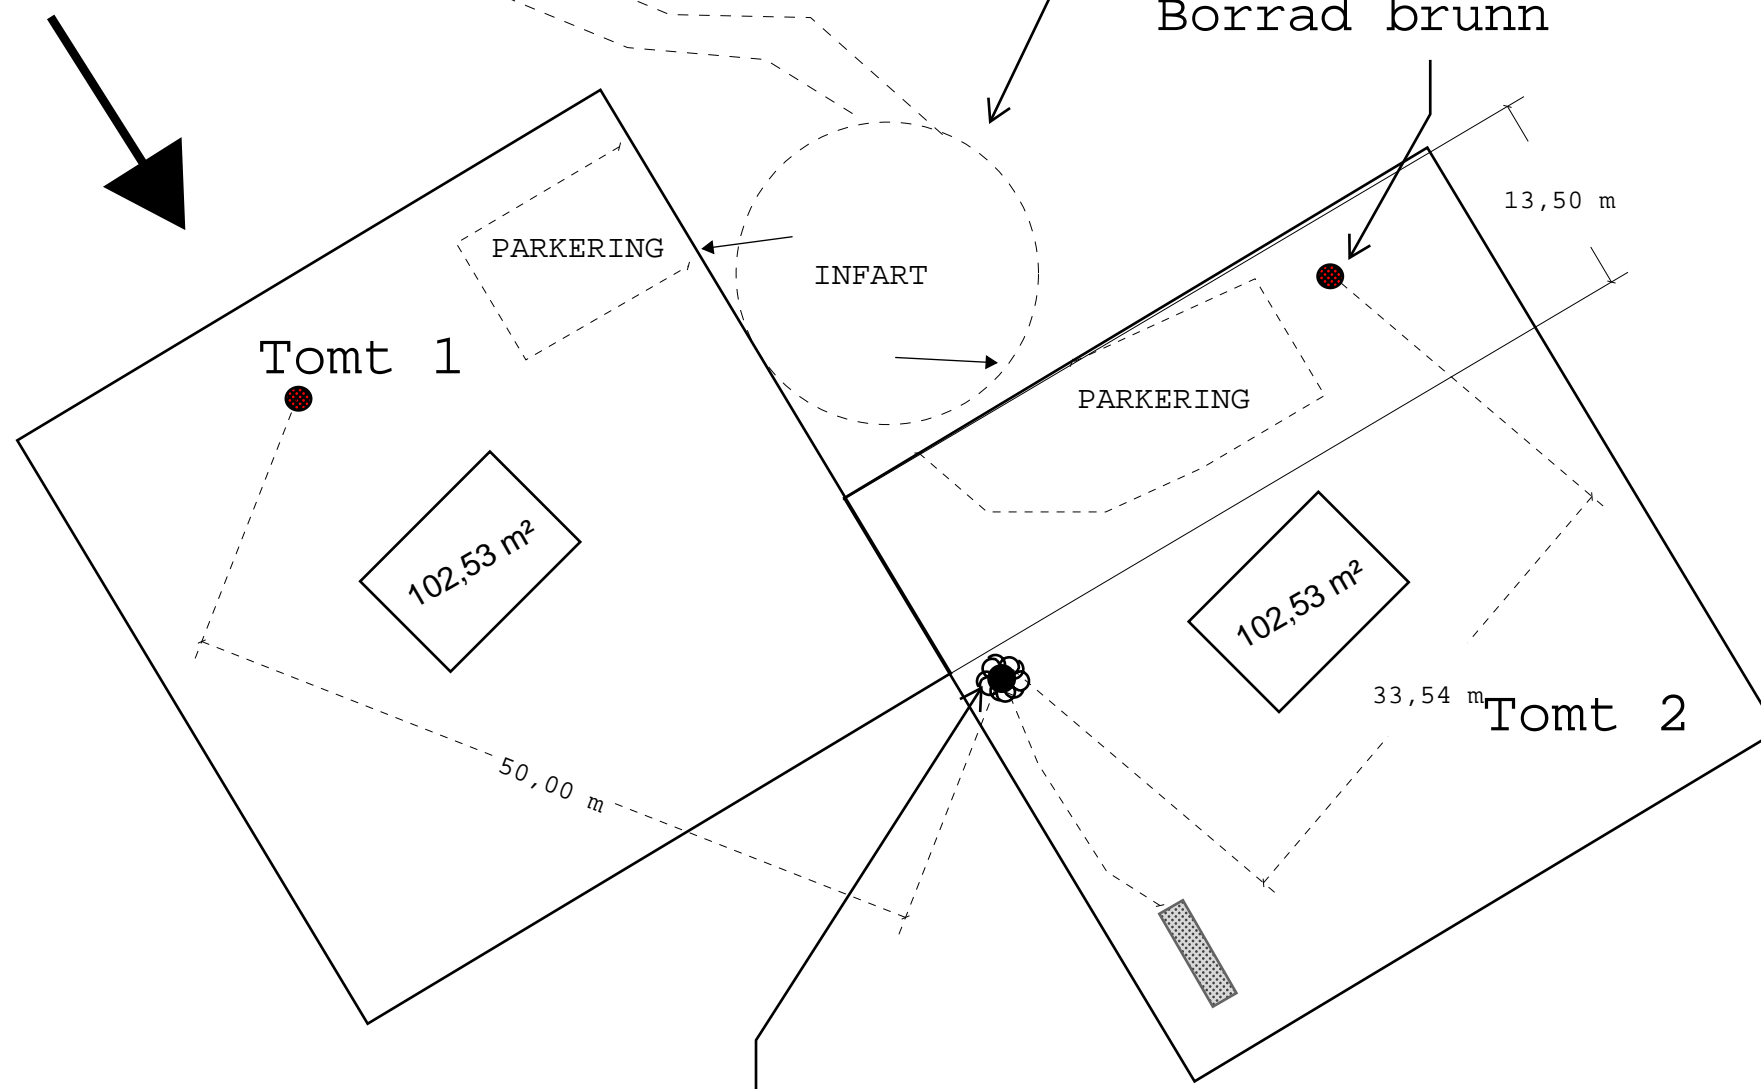 Borrad brunn
13,50 m
PARKERING
INFART
Tomt 1
PARKERING
102,53 m²
102,53 m²
33,54 m
Tomt 2
50,00 m